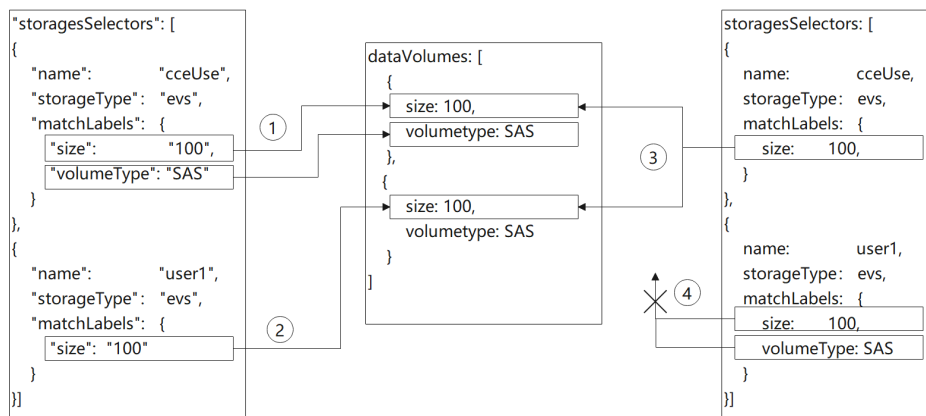 "storagesSelectors": [
{
"name": "cceUse",
"storageType": "evs",
"matchLabels": {
"size": "100",
"volumeType": "SAS"
}
},
{
"name": "user1",
"storageType": "evs",
"matchLabels": {
"size": "100"
}
}]
1
2
dataVolumes: [
{
size: 100,
volumetype: SAS
},
{
size: 100,
volumetype: SAS
}
]
3
4
storagesSelectors: [
{
name: cceUse,
storageType: evs,
matchLabels: {
size: 100,
}
},
{
name: user1,
storageType: evs,
matchLabels: {
size: 100,
volumeType: SAS
}
}]